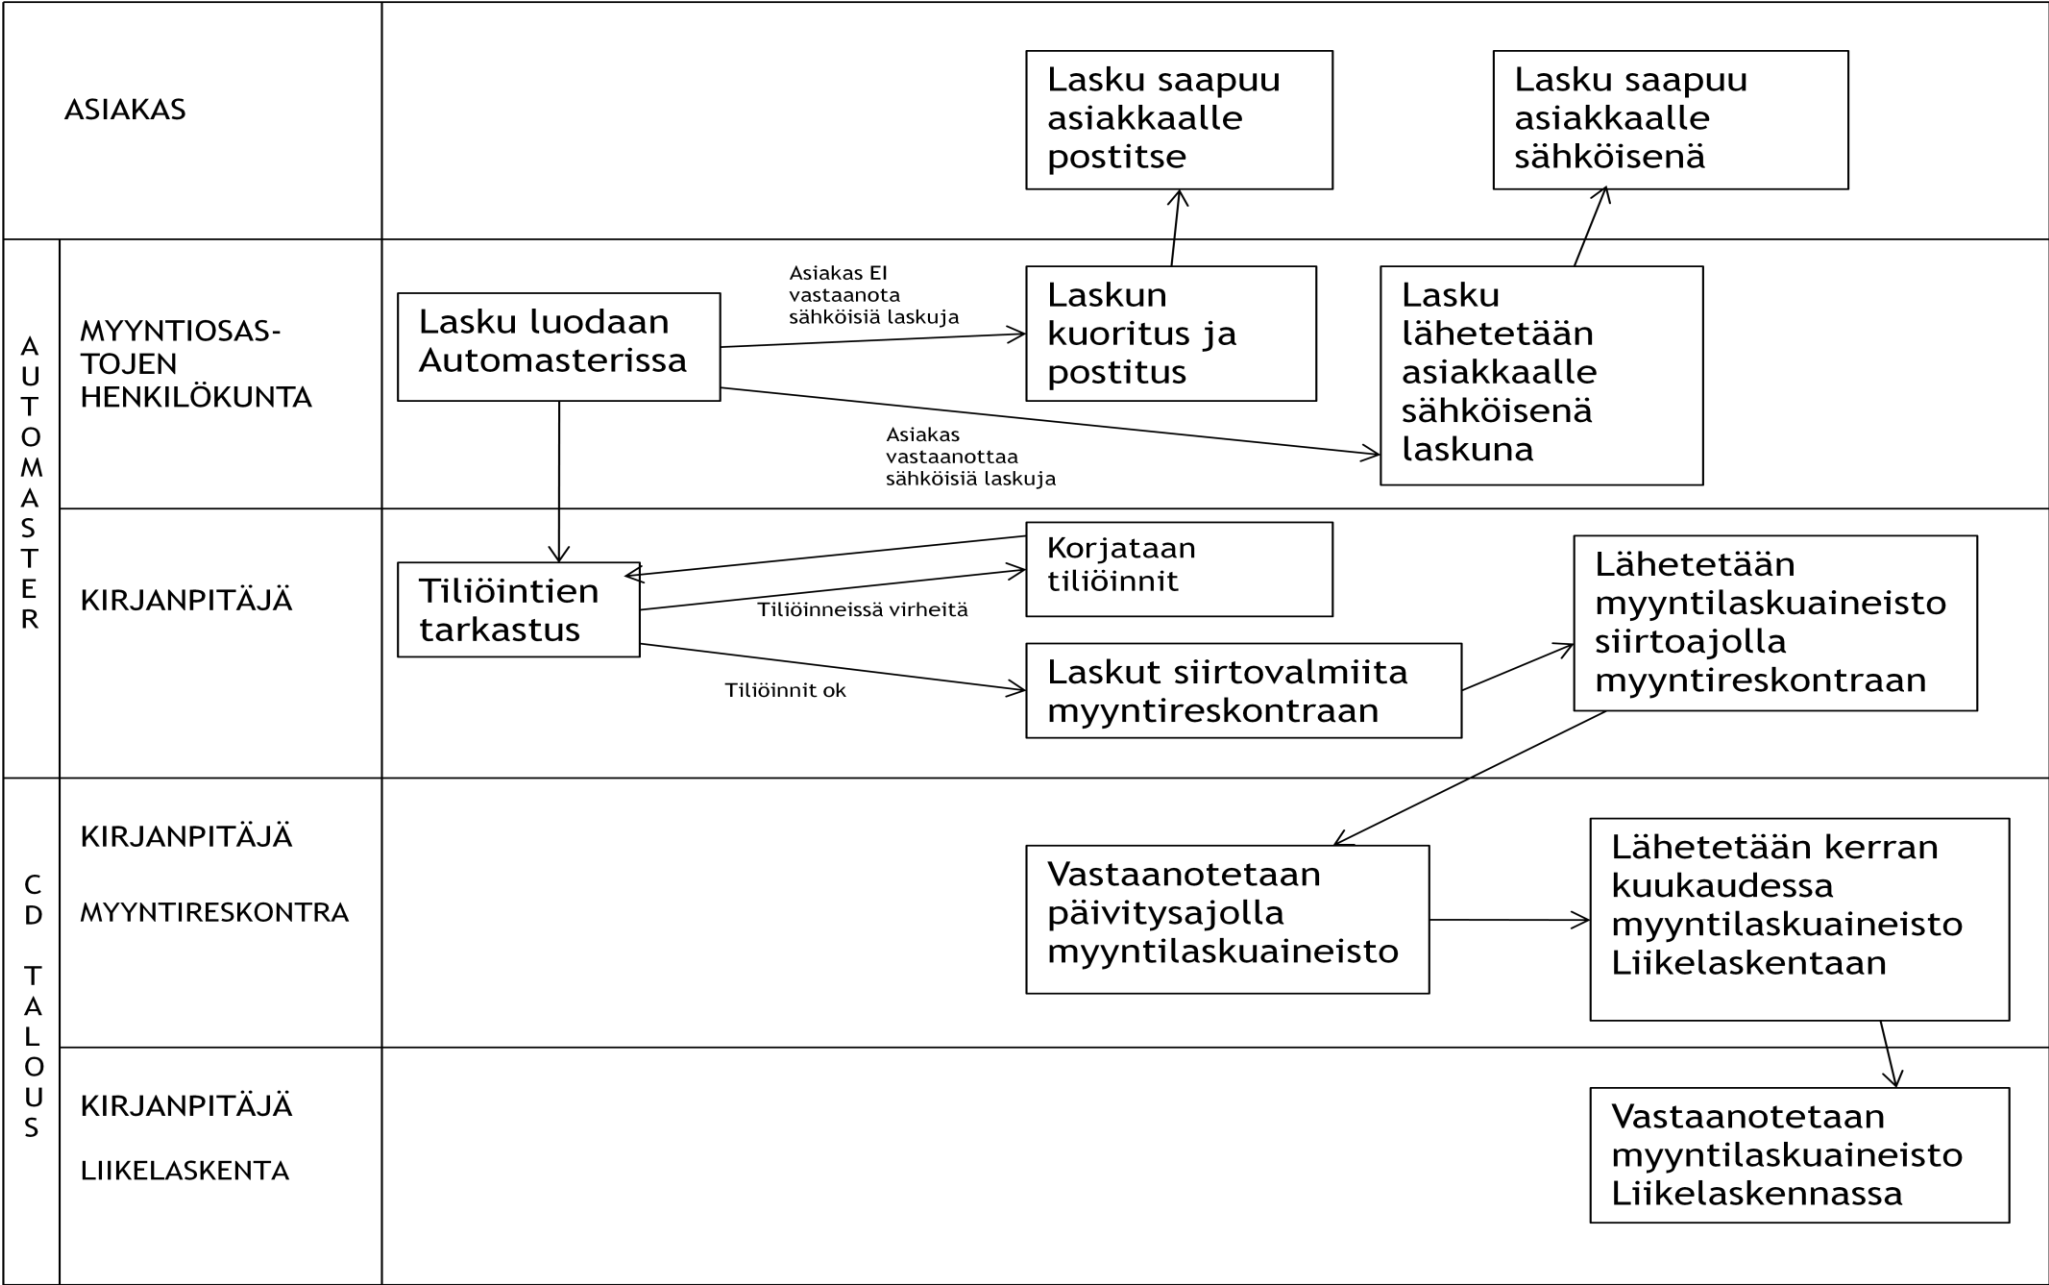 ASIAKAS
Lasku saapuu
asiakkaalle
postitse
Lasku saapuu
asiakkaalle
sähköisenä
AUTOMASTER
MYYNTIOSAS-
TOJEN
HENKILÖKUNTA
Lasku luodaan
Automasterissa
Asiakas EI
vastaanota
sähköisiä laskuja
Laskun
kuoritus ja
postitus
Asiakas
vastaanottaa
sähköisiä laskuja
Lasku
lähetetään
asiakkaalle
sähköisenä
laskuna
KIRJANPITÄJÄ
Tiliöintien
tarkastus
Tiliöinneissä virheitä
Korjataan
tiliöinnit
Tiliöinnit ok
Laskut siirtovalmiita
myyntireskontraan
Lähetetään
myyntilaskuaineisto
siirtoajolla
myyntireskontraan
CD TALOUS
KIRJANPITÄJÄ
MYYNTIRESKONTRA
Vastaanotetaan
päivitysajolla
myyntilaskuaineisto
Lähetetään kerran
kuukaudessa
myyntilaskuaineisto
Liikelaskentaan
KIRJANPITÄJÄ
LIIKELASKENTA
Vastaanotetaan
myyntilaskuaineisto
Liikelaskennassa